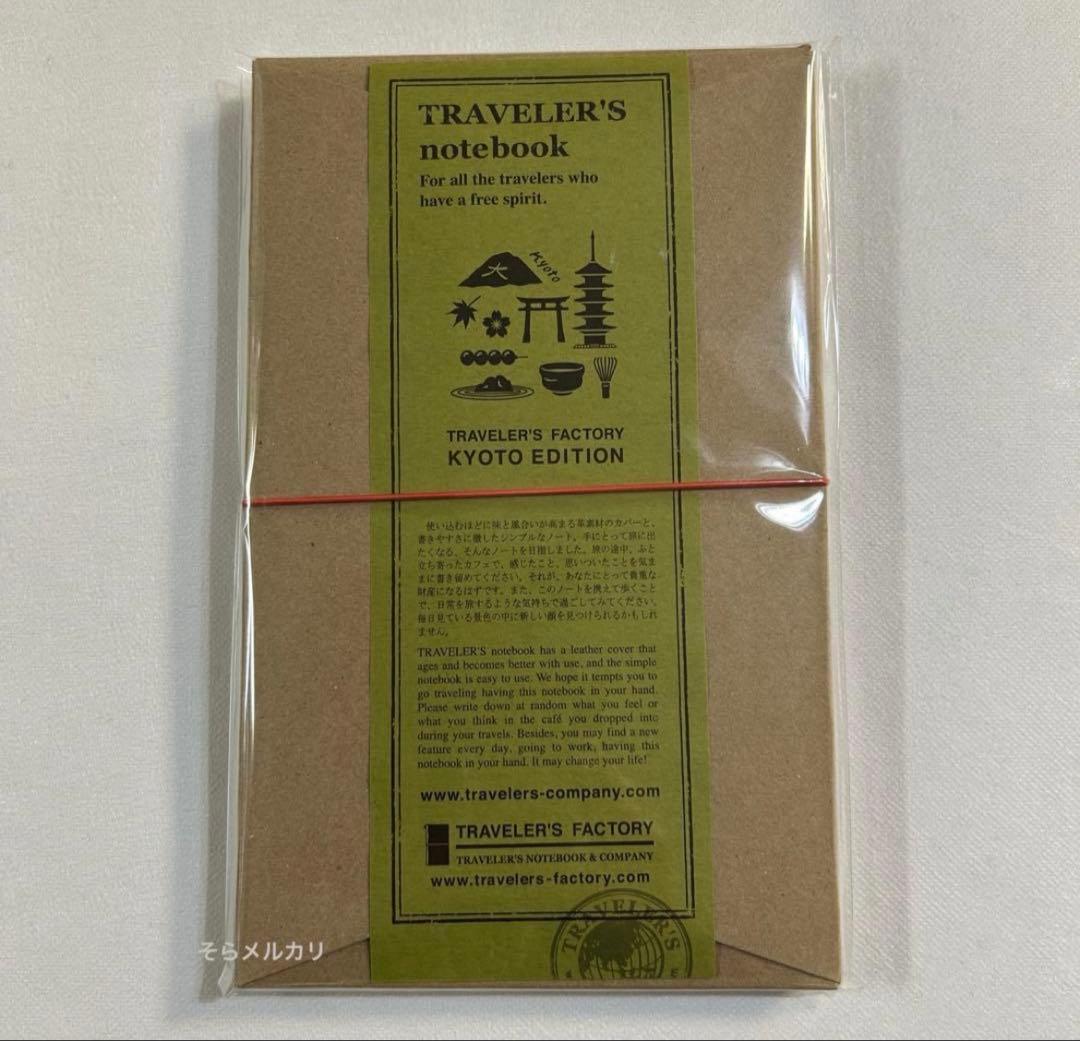 TRAVELER'S
notebook
For all the travelers who
have a free spirit.
大
Kyoto
TRAVELER'S FACTORY
KYOTO EDITION
使い込むほどに味と風合いが高まる革素材のカバーと、
書きやすさに徹したシンプルなノート。手にとって旅に出
たくなる、そんなノートを目指しました。旅の途中、ふと
立ち寄ったカフェで、感じたこと、思いついたことを気ま
まに書き留めてください。それが、あなたにとって貴重な
財産になるはずです。また、このノートを携えて歩くこと
で、日常を旅するような気持ちで過ごしてみてください。
毎日見ている景色の中に新しい顔を見つけられるかもしれ
ません。
TRAVELER'S notebook has a leather cover that
ages and becomes better with use, and the simple
notebook is easy to use. We hope it tempts you to
go traveling having this notebook in your hand.
Please write down at random what you feel or
what you think in the café you dropped into
during your travels. Besides, you may find a new
feature every day, going to work, having this
notebook in your hand. It may change your life!
www.travelers-company.com
TRAVELER'S FACTORY
TRAVELER'S NOTEBOOK & COMPANY
www.travelers-factory.com
TRAVELER'S
そらメルカリ